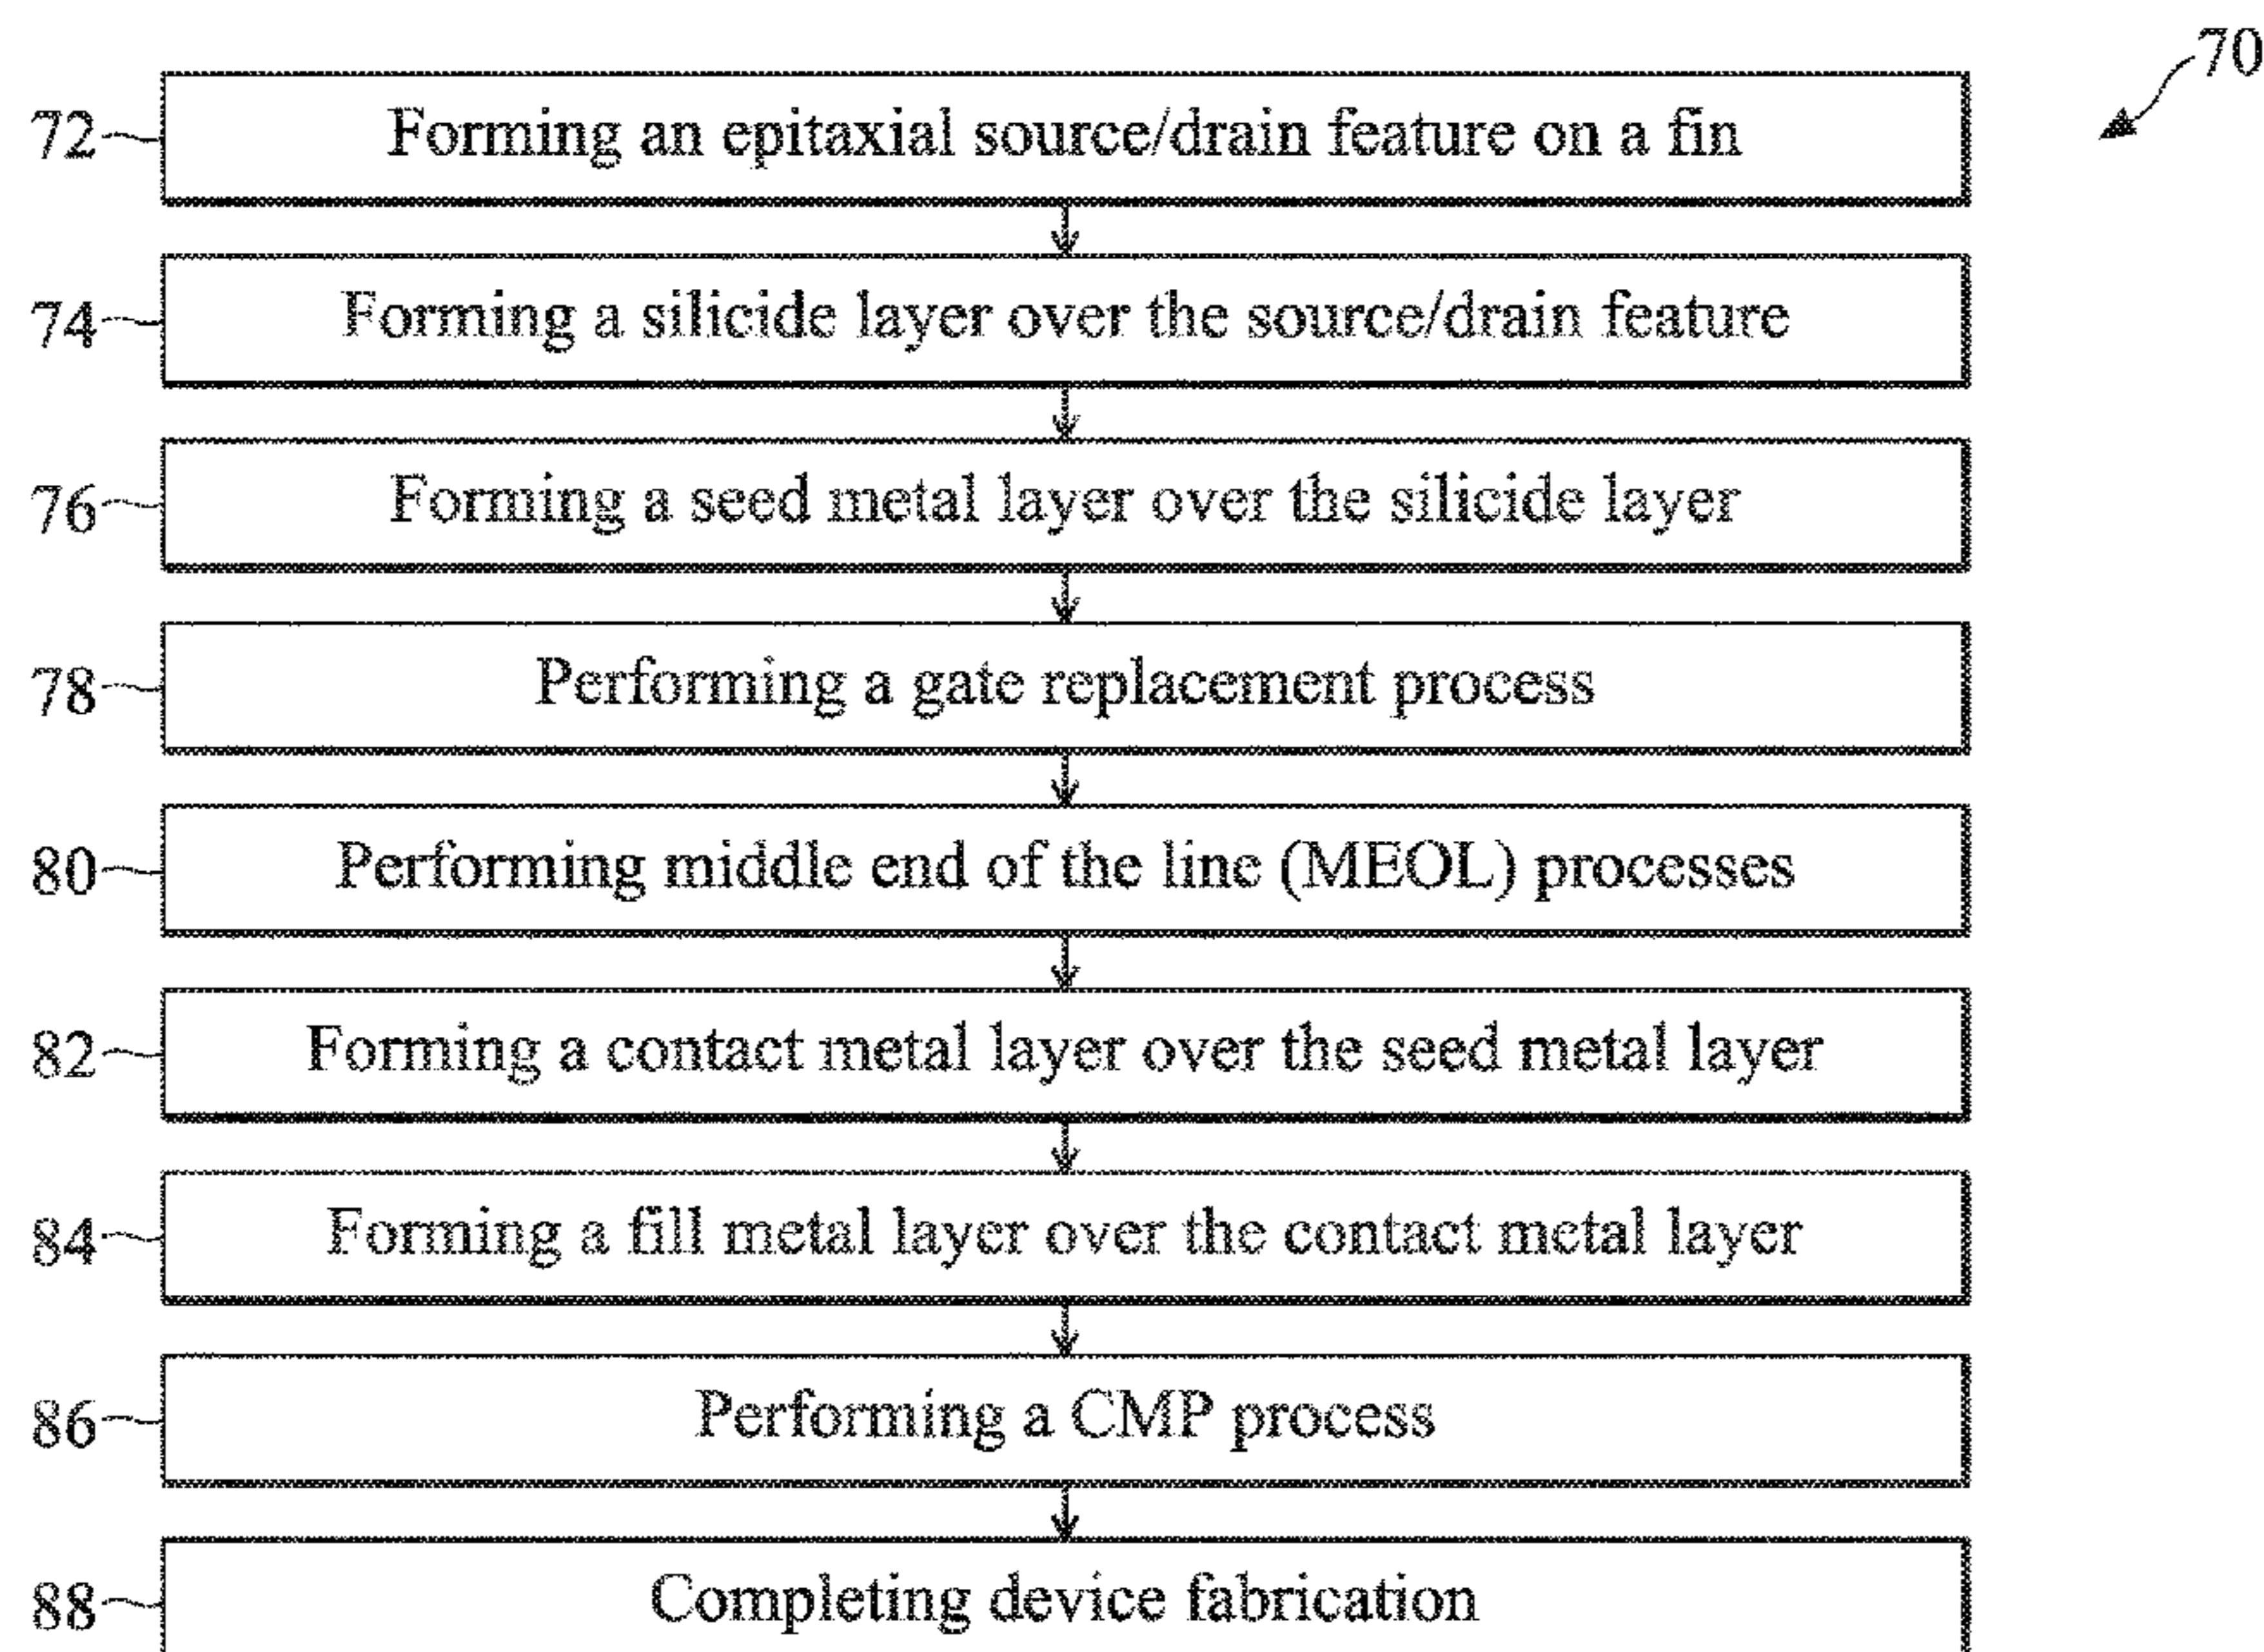 70
72 Forming an epitaxial source/drain feature on a fin
74 Forming a silicide layer over the source/drain feature
76 Forming a seed metal layer over the silicide layer
78 Performing a gate replacement process
80 Performing middle end of the line (MEOL) processes
82 Forming a contact metal layer over the seed metal layer
84 Forming a fill metal layer over the contact metal layer
86 Performing a CMP process
88 Completing device fabrication